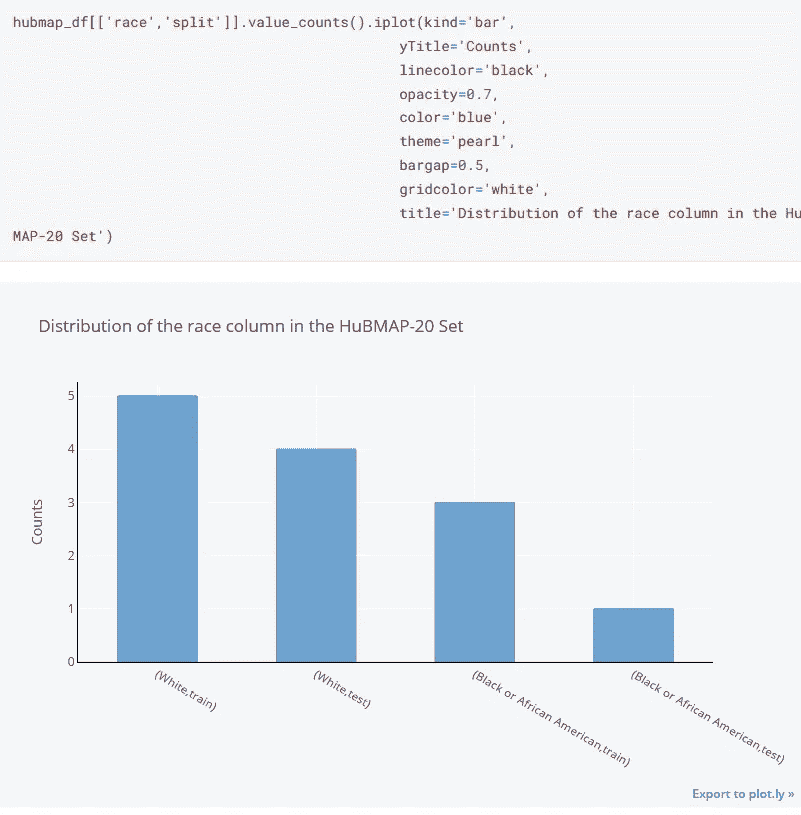 hubmap_df[['race','split']].value_counts().iplot(kind='bar',
yTitle='Counts',
linecolor='black',
opacity=0.7,
color='blue',
theme='pearl',
bargap=0.5,
gridcolor='white',
title='Distribution of the race column in the Hu
MAP-20 Set')
Distribution of the race column in the HuBMAP-20 Set
5
4
3
2
1
0
Counts
(White,train)
(White,test)
(Black or African American,train)
(Black or African American,test)
Export to plot.ly »